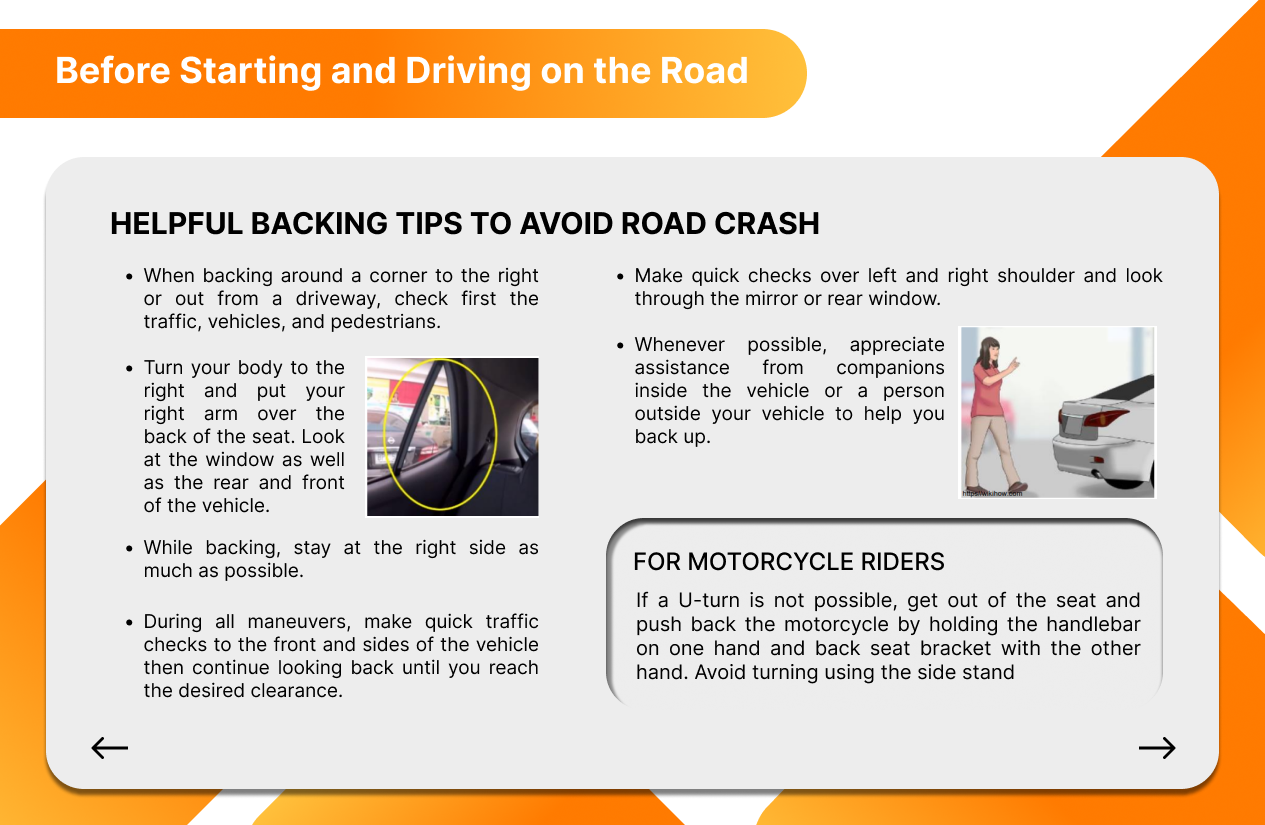 Before Starting and Driving on the Road
HELPFUL BACKING TIPS TO AVOID ROAD CRASH
• When backing around a corner to the right
or out from a driveway, check first the
traffic, vehicles, and pedestrians.
• Turn your body to the
right and put your
right arm over the
back of the seat. Look
at the window as well
as the rear and front
of the vehicle.
• While backing, stay at the right side as
much as possible.
• During all maneuvers, make quick traffic
checks to the front and sides of the vehicle
then continue looking back until you reach
the desired clearance.
• Make quick checks over left and right shoulder and look
through the mirror or rear window.
• Whenever possible, appreciate
assistance from companions
inside the vehicle or a person
outside your vehicle to help you
back up.
https://wikihow.com
FOR MOTORCYCLE RIDERS
If a U-turn is not possible, get out of the seat and
push back the motorcycle by holding the handlebar
on one hand and back seat bracket with the other
hand. Avoid turning using the side stand